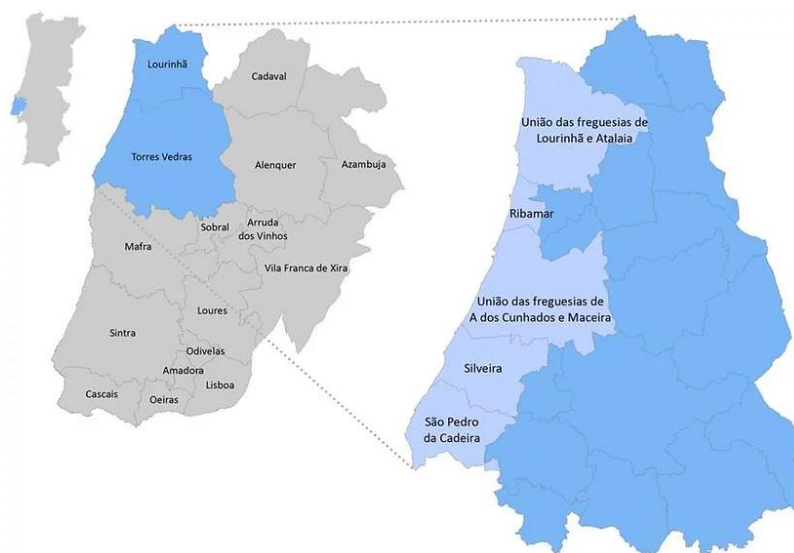 Lourinhã
Cadaval
Torres Vedras
Alenquer
Azambuja
Mafra
Sobral
Arruda
dos Vinhos
Vila Franca de Xira
Loures
Sintra
Odivelas
Amadora
Lisboa
Cascais
Oeiras
União das freguesias de
Lourinhã e Atalaia
Ribamar
União das freguesias de
A dos Cunhados e Maceira
Silveira
São Pedro
da Cadeira